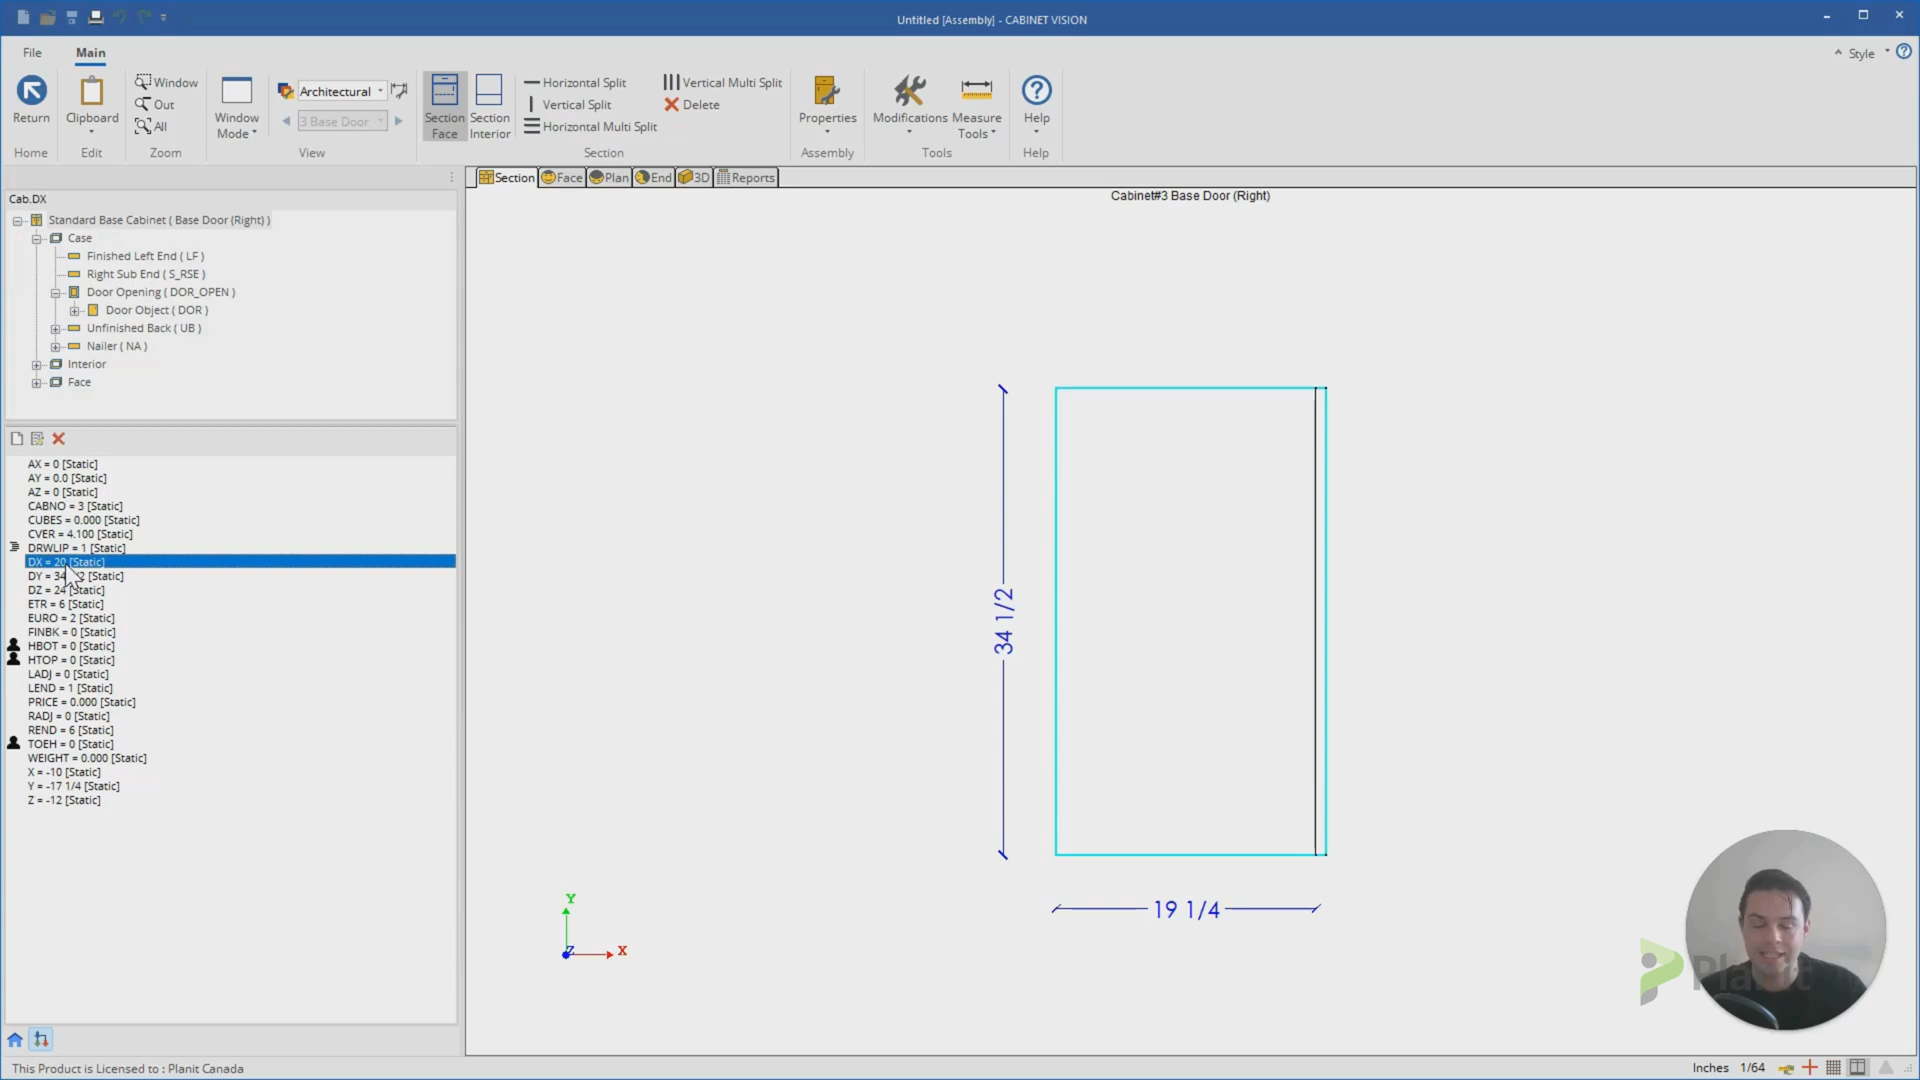 Untitled [Assembly] - CABINET VISION
File
Main
Style
Return
Home
Clipboard
Edit
Window
Out
All
Zoom
Window
Mode
Architectural
3 Base Door
View
Section
Face
Section
Interior
Horizontal Split
Vertical Split
Horizontal Multi Split
Vertical Multi Split
Delete
Section
Properties
Assembly
Modifications
Measure
Tools
Tools
Help
Help
Cab.DX
Standard Base Cabinet ( Base Door (Right) )
Case
Finished Left End ( LF )
Right Sub End ( S_RSE )
Door Opening ( DOR_OPEN )
Door Object ( DOR )
Unfinished Back ( UB )
Nailer ( NA )
Interior
Face
AX = 0 [Static]
AY = 0.0 [Static]
AZ = 0 [Static]
CABNO = 3 [Static]
CUBES = 0.000 [Static]
CVER = 4.100 [Static]
DRWLIP = 1 [Static]
DX = 20 [Static]
DY = 34 2 [Static]
DZ = 24 [Static]
ETR = 6 [Static]
EURO = 2 [Static]
FINBK = 0 [Static]
HBOT = 0 [Static]
HTOP = 0 [Static]
LADJ = 0 [Static]
LEND = 1 [Static]
PRICE = 0.000 [Static]
RADJ = 0 [Static]
REND = 6 [Static]
TOEH = 0 [Static]
WEIGHT = 0.000 [Static]
X = -10 [Static]
Y = -17 1/4 [Static]
Z = -12 [Static]
Section
Face
Plan
End
3D
Reports
Cabinet#3 Base Door (Right)
34 1/2
19 1/4
Y
Z
X
This Product is Licensed to : Planit Canada
Inches
1/64